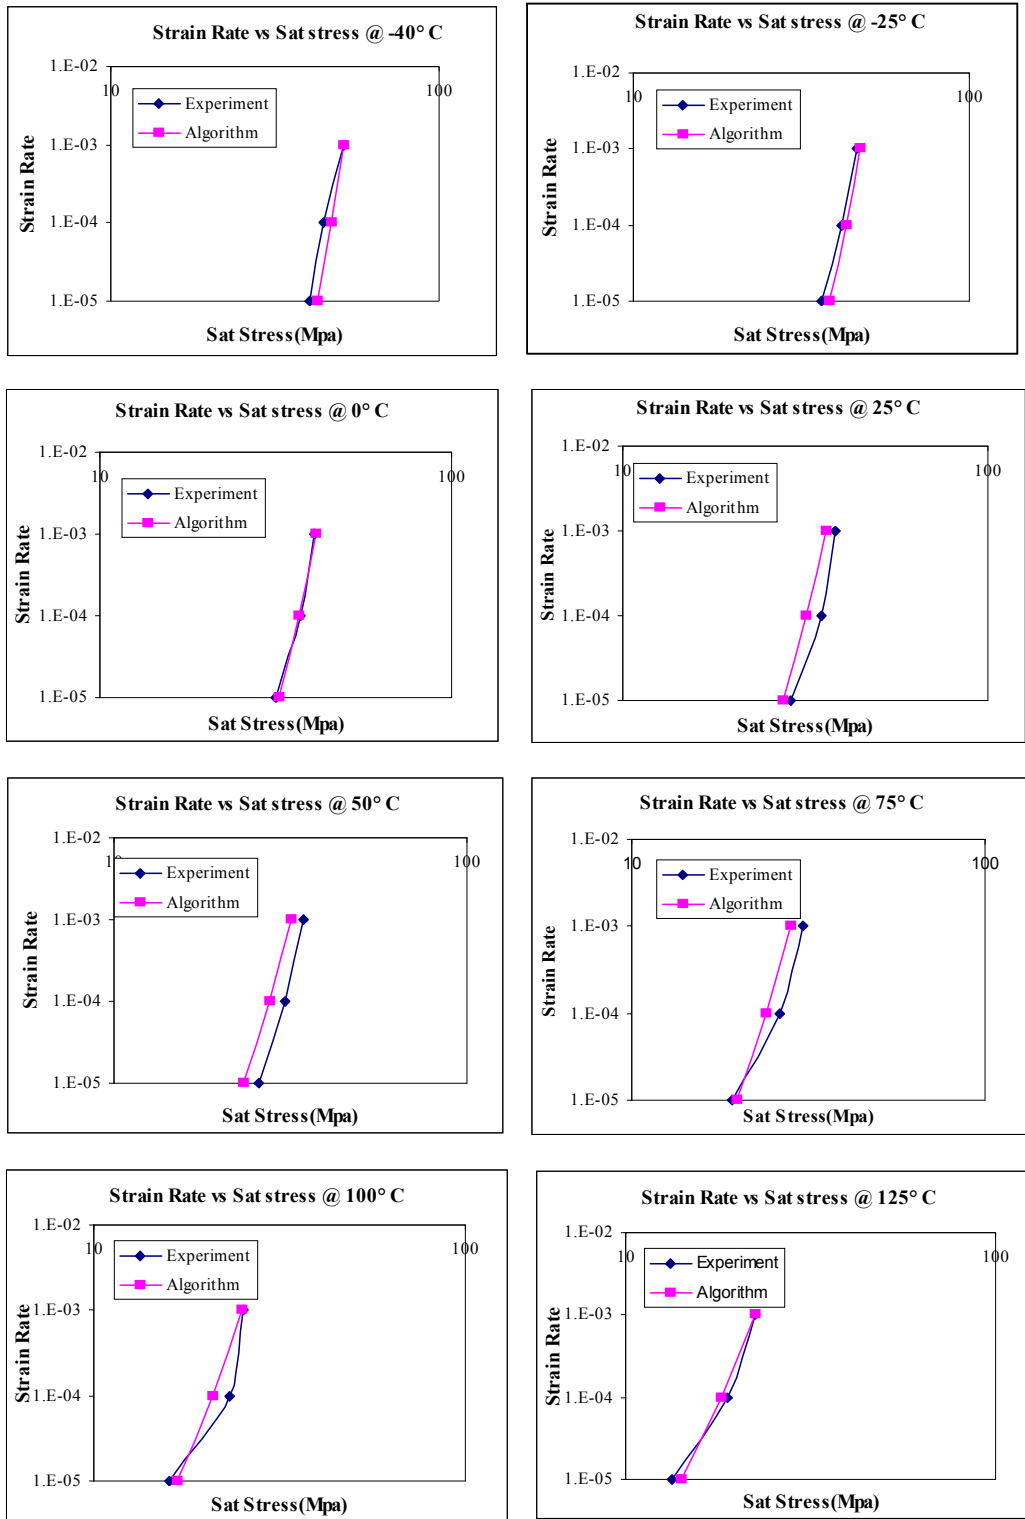 Strain Rate vs Sat stress @ -40° C
1.E-02
10
100
Experiment
Algorithm
1.E-03
1.E-04
1.E-05
Strain Rate
Sat Stress(Mpa)
Strain Rate vs Sat stress @ -25° C
1.E-02
10
100
Experiment
Algorithm
1.E-03
1.E-04
1.E-05
Strain Rate
Sat Stress(Mpa)
Strain Rate vs Sat stress @ 0° C
1.E-02
10
100
Experiment
Algorithm
1.E-03
1.E-04
1.E-05
Strain Rate
Sat Stress(Mpa)
Strain Rate vs Sat stress @ 25° C
1.E-02
10
100
Experiment
Algorithm
1.E-03
1.E-04
1.E-05
Strain Rate
Sat Stress(Mpa)
Strain Rate vs Sat stress @ 50° C
1.E-02
10
100
Experiment
Algorithm
1.E-03
1.E-04
1.E-05
Strain Rate
Sat Stress(Mpa)
Strain Rate vs Sat stress @ 75° C
1.E-02
10
100
Experiment
Algorithm
1.E-03
1.E-04
1.E-05
Strain Rate
Sat Stress(Mpa)
Strain Rate vs Sat stress @ 100° C
1.E-02
10
100
Experiment
Algorithm
1.E-03
1.E-04
1.E-05
Strain Rate
Sat Stress(Mpa)
Strain Rate vs Sat stress @ 125° C
1.E-02
10
100
Experiment
Algorithm
1.E-03
1.E-04
1.E-05
Strain Rate
Sat Stress(Mpa)